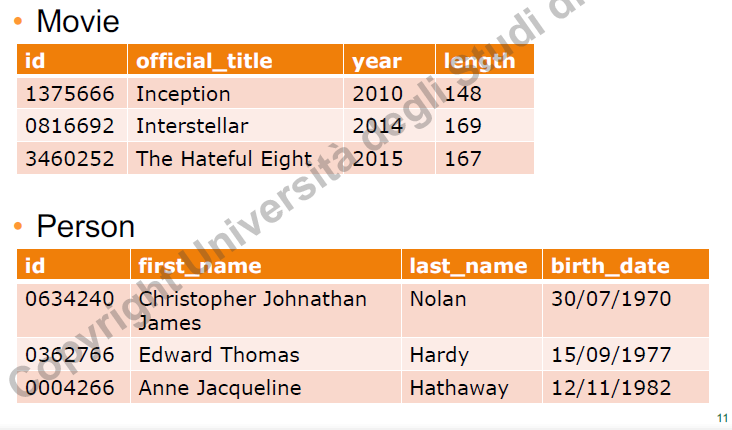 • Movie
id official_title year length
1375666 Inception 2010 148
0816692 Interstellar 2014 169
3460252 The Hateful Eight 2015 167
• Person
id first_name last_name birth_date
0634240 Christopher Johnathan Nolan 30/07/1970
James
0362766 Edward Thomas Hardy 15/09/1977
0004266 Anne Jacqueline Hathaway 12/11/1982
Copyright Università degli Studi di
11